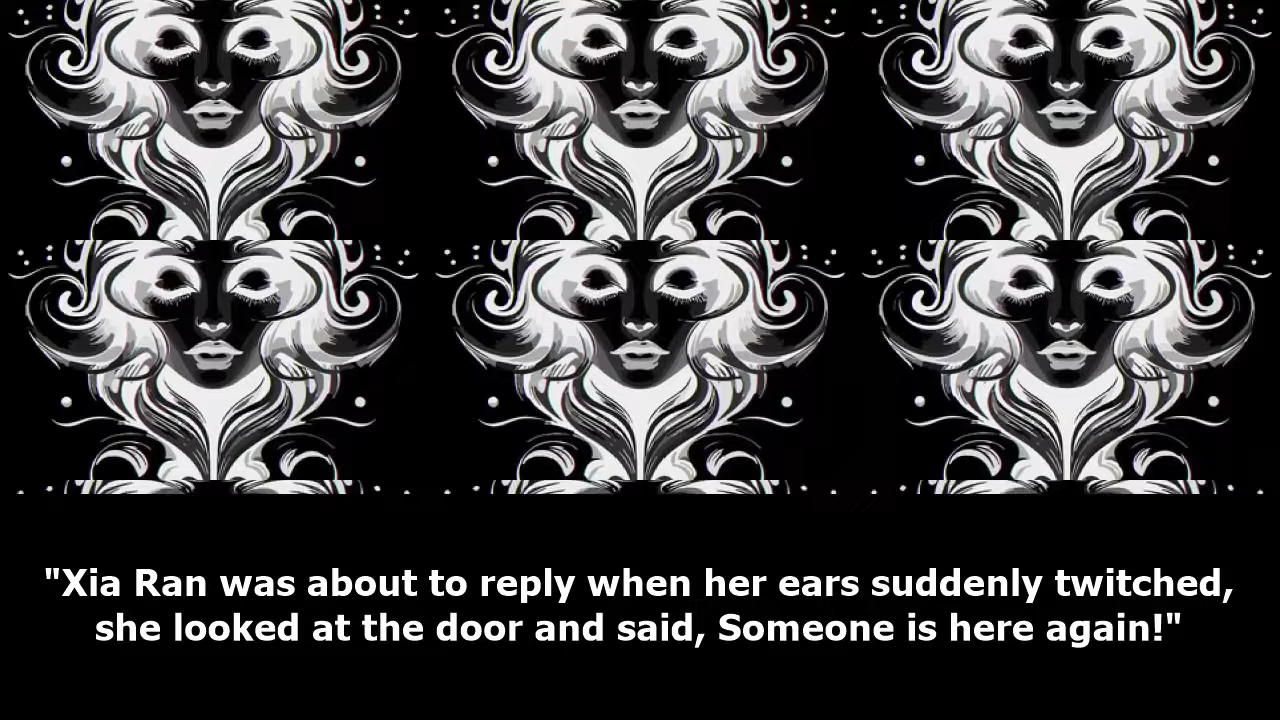 "Xia Ran was about to reply when her ears suddenly twitched,
she looked at the door and said, Someone is here again!"